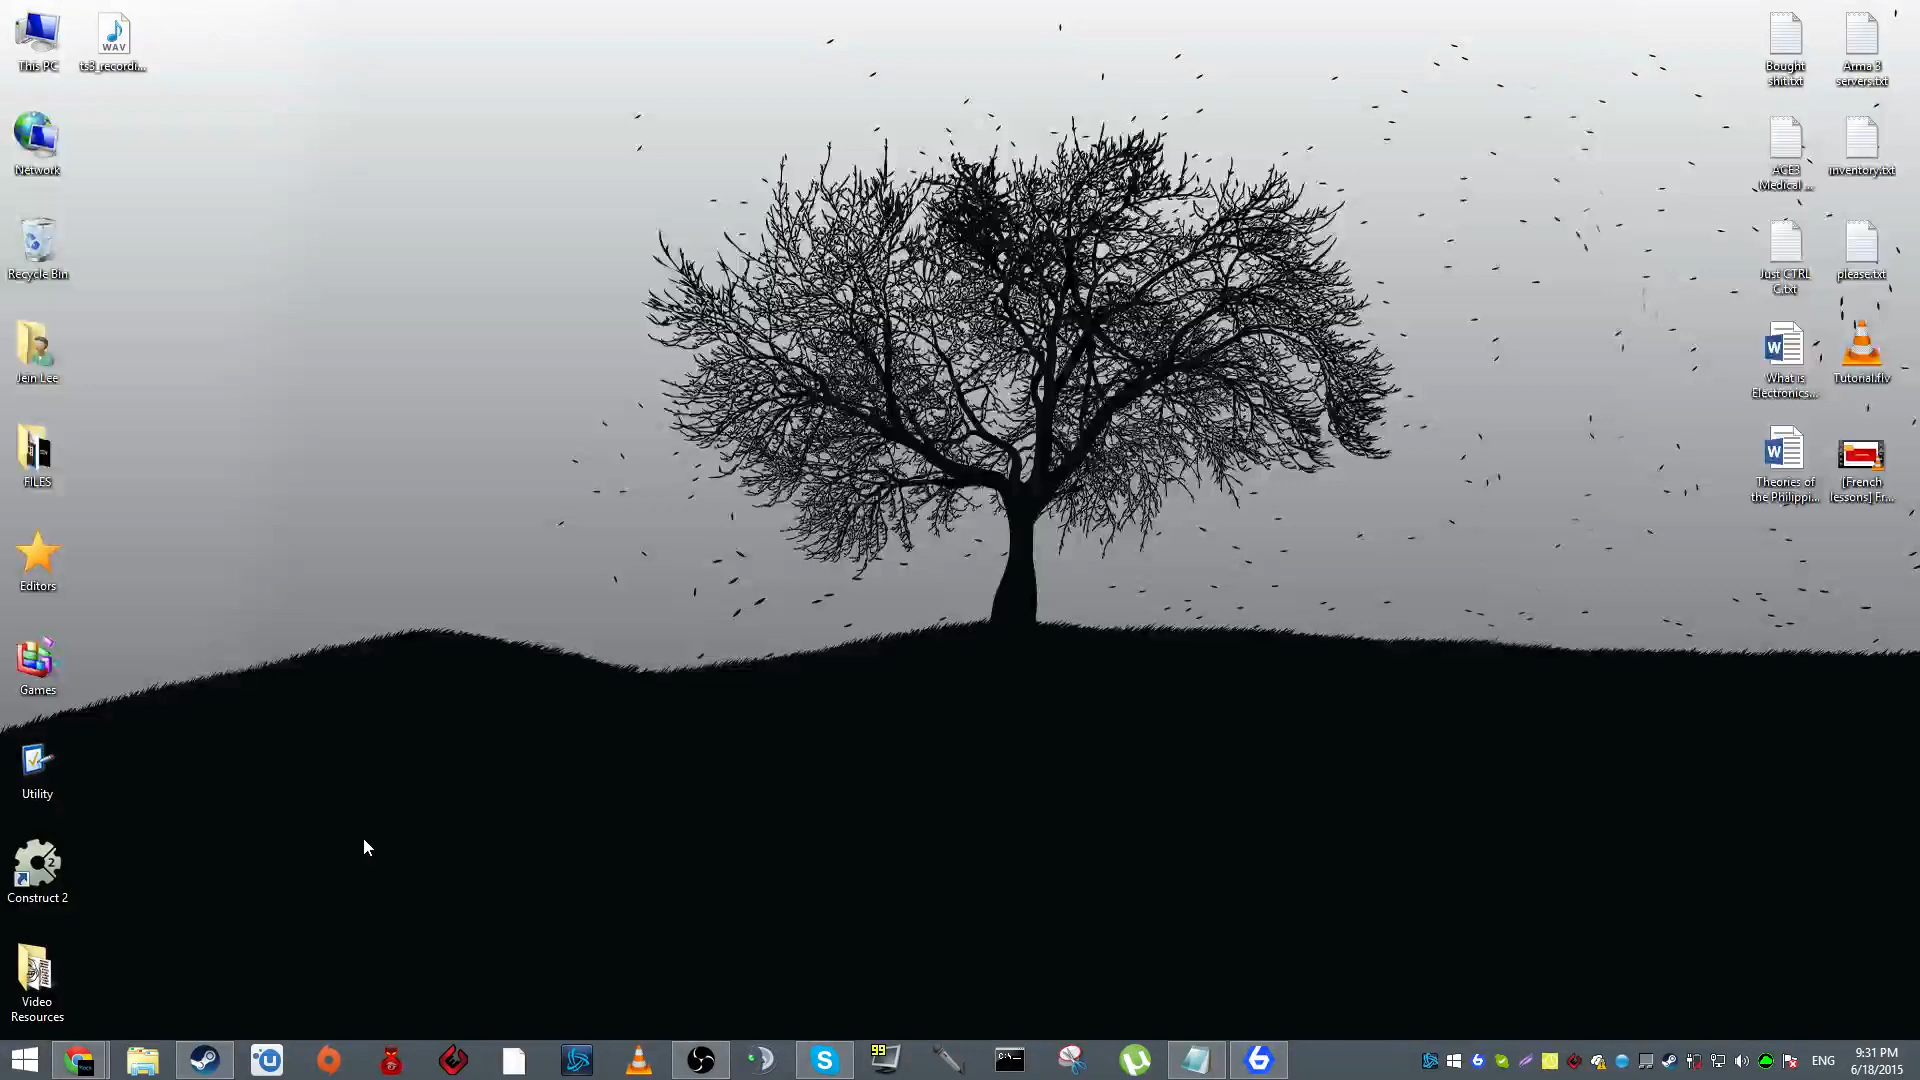 This PC
ts3_recordi...
Network
Recycle Bin
Jein Lee
FILES
Editors
Games
Utility
Construct 2
Video
Resources
Bought
shit.txt
Arma 3
servers.txt
ACE3
Medical ...
inventory.txt
Just CTRL
C.txt
please.txt
What is
Electronics...
Tutorial.flv
Theories of
the Philippi...
[French
lessons] Fr...
WAV
99
ENG
9:31 PM
6/18/2015